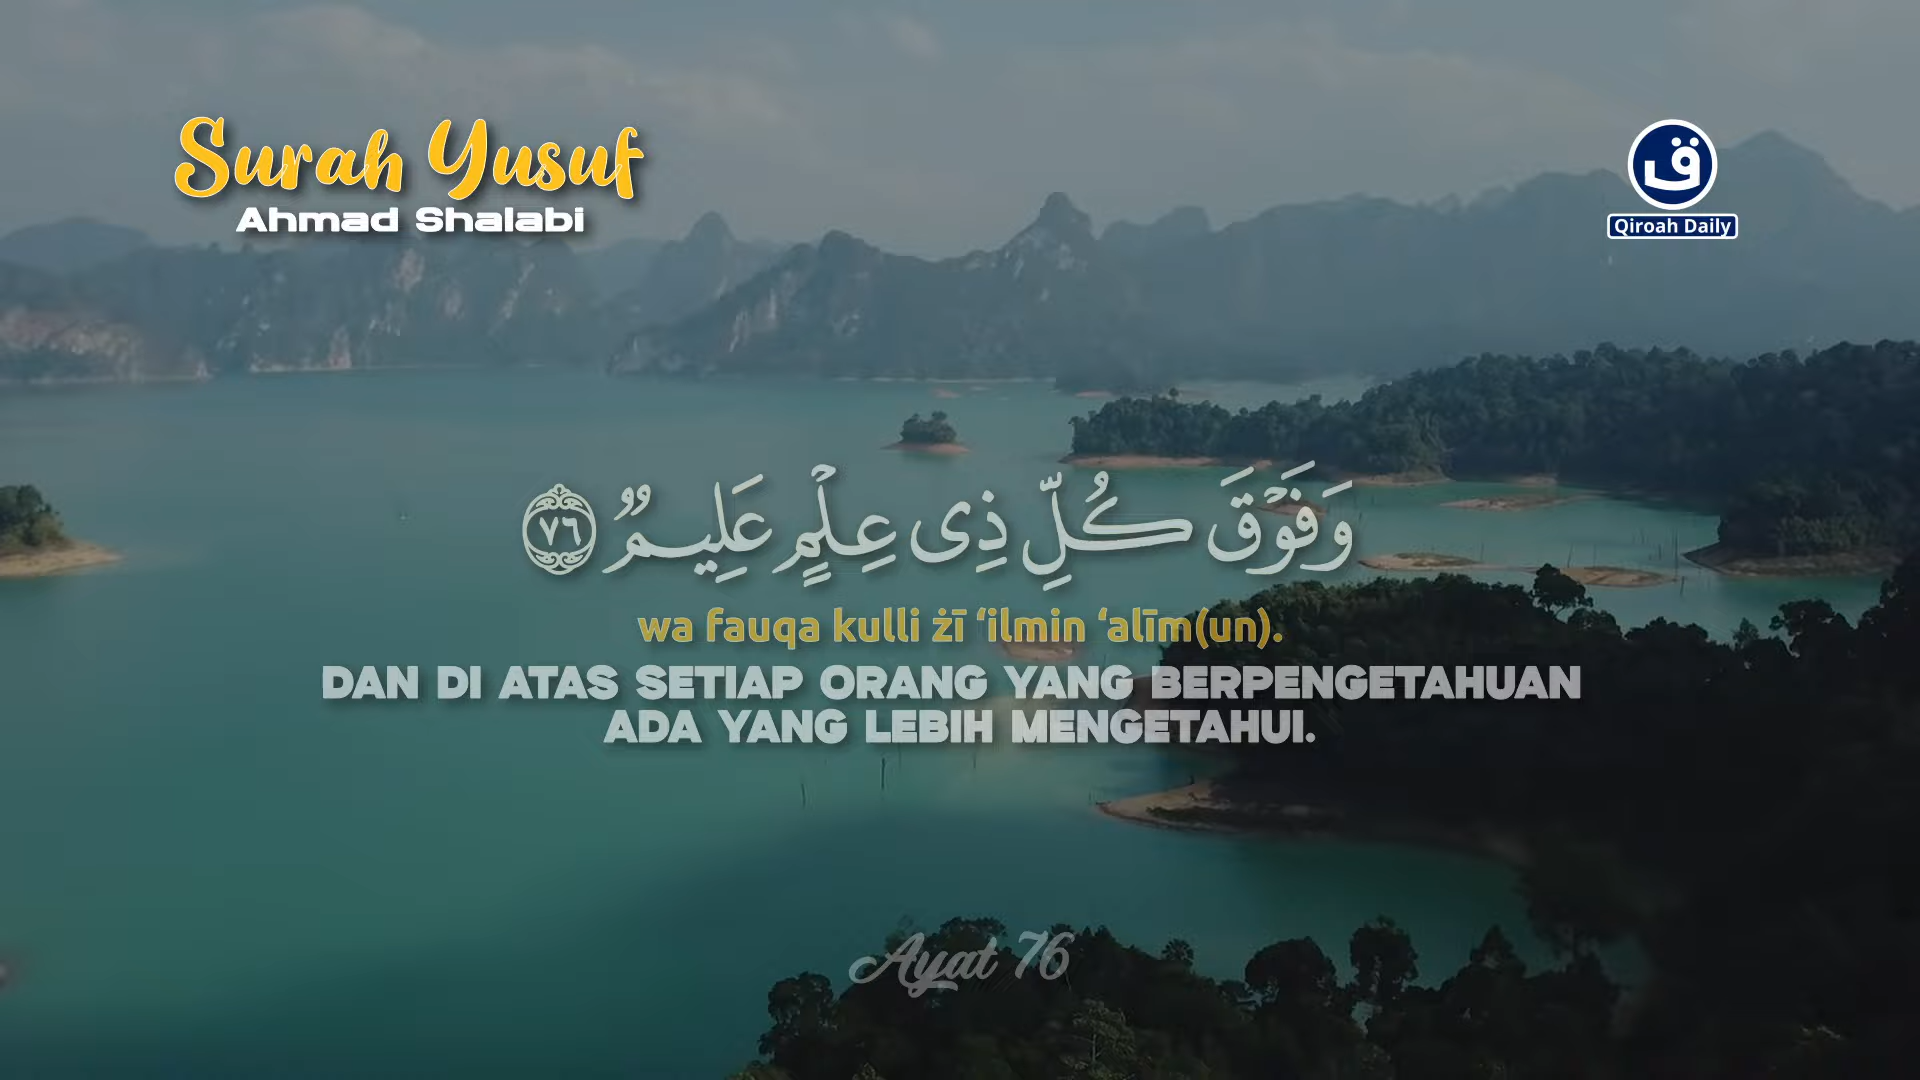 Surah Yusuf
Ahmad Shalabi
ق
Qiroah Daily
وَفَوْقَ كُلِّ ذِى عِلْمٍ عَلِيمٌ ٧٦
wa fauqa kulli żī ‘ilmin ‘alīm(un).
DAN DI ATAS SETIAP ORANG YANG BERPENGETAHUAN
ADA YANG LEBIH MENGETAHUI.
Ayat 76